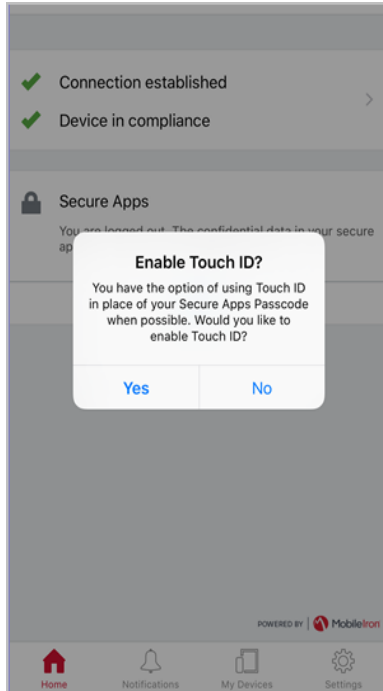 Connection established
Device in compliance
Secure Apps
You are logged out. The confidential data in your secure
ap
Enable Touch ID?
You have the option of using Touch ID
in place of your Secure Apps Passcode
when possible. Would you like to
enable Touch ID?
Yes
No
POWERED BY | MobileIron
Home
Notifications
My Devices
Settings